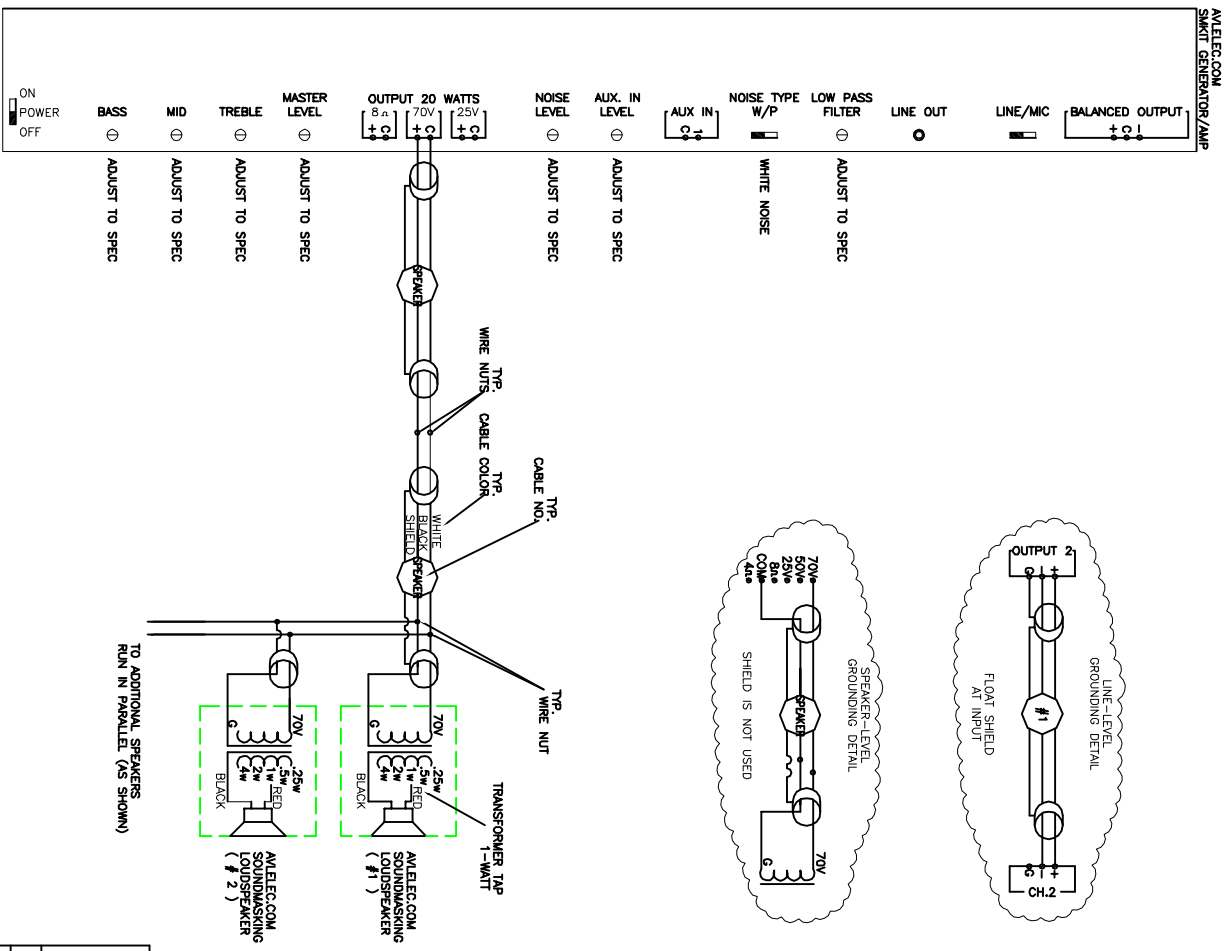 AVLELEC.COM
SMKIT GENERATOR/AMP
ON
POWER
OFF
BASS
MID
TREBLE
MASTER
LEVEL
OUTPUT 20 WATTS
8Ω
70V
25V
+ C
+ C
+ C
NOISE
LEVEL
AUX. IN
LEVEL
AUX IN
C 1
NOISE TYPE
W/P
LOW PASS
FILTER
LINE OUT
LINE/MIC
BALANCED OUTPUT
+ C –
ADJUST TO SPEC
ADJUST TO SPEC
ADJUST TO SPEC
ADJUST TO SPEC
ADJUST TO SPEC
ADJUST TO SPEC
WHITE NOISE
ADJUST TO SPEC
SPEAKER
TYP.
WIRE NUTS
TYP.
CABLE COLOR
TYP.
CABLE NO.
WHITE
BLACK
SHIELD
SPEAKER
TYP.
WIRE NUT
TO ADDITIONAL SPEAKERS
RUN IN PARALLEL (AS SHOWN)
70V
G
.25w
.5w
1w
2w
4w
RED
BLACK
TRANSFORMER TAP
1-WATT
AVLELEC.COM
SOUNDMASKING
LOUDSPEAKER
( #1 )
70V
G
.25w
.5w
1w
2w
4w
RED
BLACK
AVLELEC.COM
SOUNDMASKING
LOUDSPEAKER
( # 2 )
70V
50V
25V
8Ω
COM
4Ω
SPEAKER
SPEAKER-LEVEL
GROUNDING DETAIL
SHIELD IS NOT USED
70V
G
OUTPUT 2
+
–
G
#1
LINE-LEVEL
GROUNDING DETAIL
FLOAT SHIELD
AT INPUT
+
–
G
CH.2